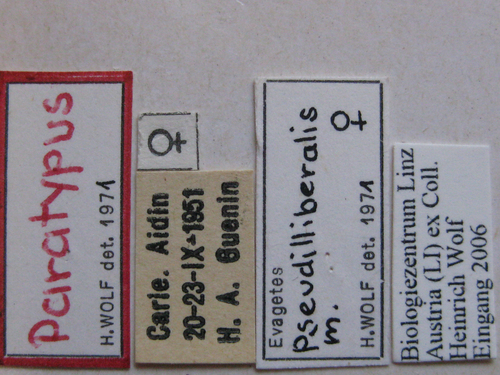 Paratypus
H.WOLF det. 1971
♀
Carie. Aidin
20-23-IX-1951
H. A. Guenin
Evagetes
pseudilliberalis
m. ♀
H.WOLF det. 1971
Biologiezentrum Linz
Austria (LI) ex Coll.
Heinrich Wolf
Eingang 2006